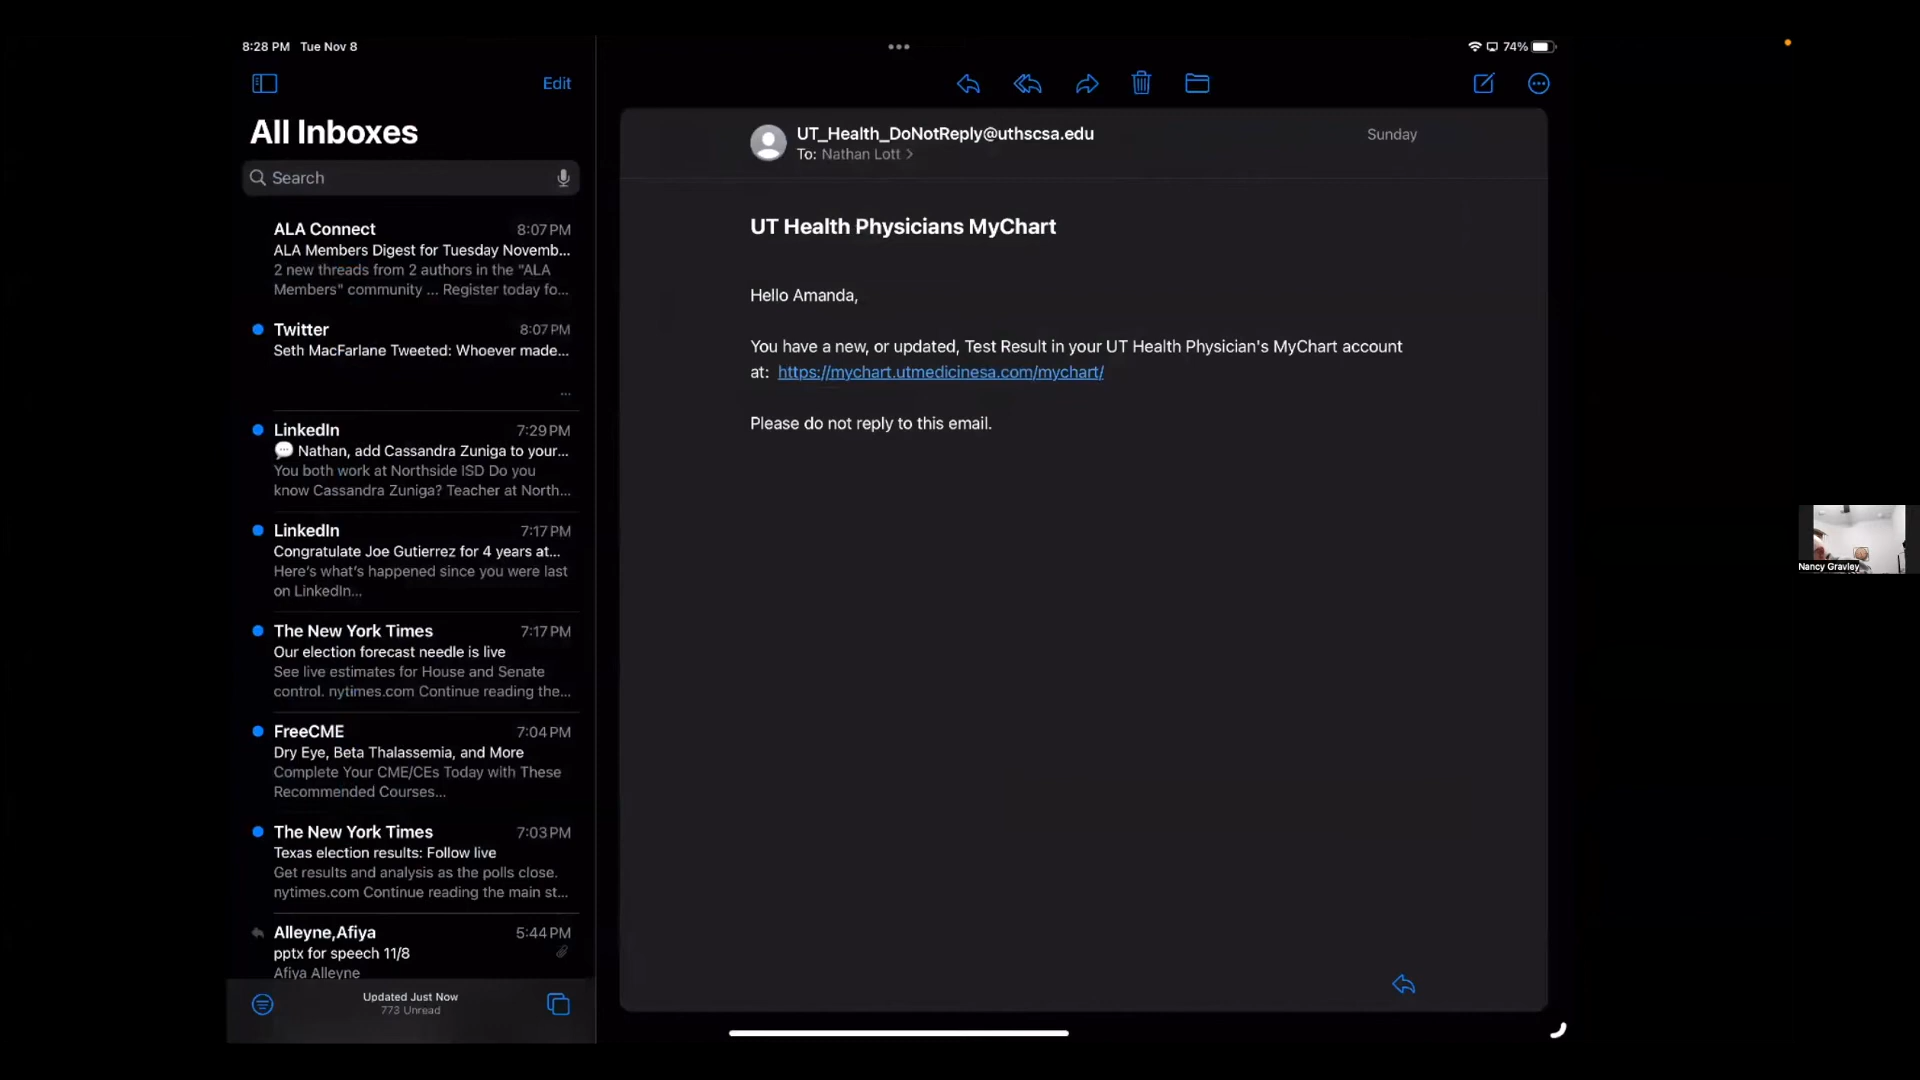 8:28 PM Tue Nov 8
74%
Edit
All Inboxes
Search
ALA Connect 8:07 PM
ALA Members Digest for Tuesday Novemb...
2 new threads from 2 authors in the "ALA
Members" community ... Register today fo...
Twitter 8:07 PM
Seth MacFarlane Tweeted: Whoever made...
...
LinkedIn 7:29 PM
💬 Nathan, add Cassandra Zuniga to your...
You both work at Northside ISD Do you
know Cassandra Zuniga? Teacher at North...
LinkedIn 7:17 PM
Congratulate Joe Gutierrez for 4 years at...
Here's what's happened since you were last
on LinkedIn...
The New York Times 7:17 PM
Our election forecast needle is live
See live estimates for House and Senate
control. nytimes.com Continue reading the...
FreeCME 7:04 PM
Dry Eye, Beta Thalassemia, and More
Complete Your CME/CEs Today with These
Recommended Courses...
The New York Times 7:03 PM
Texas election results: Follow live
Get results and analysis as the polls close.
nytimes.com Continue reading the main st...
Alleyne,Afiya 5:44 PM
pptx for speech 11/8
Afiya Alleyne
Updated Just Now
773 Unread
UT_Health_DoNotReply@uthscsa.edu Sunday
To: Nathan Lott >
UT Health Physicians MyChart
Hello Amanda,
You have a new, or updated, Test Result in your UT Health Physician's MyChart account
at: https://mychart.utmedicinesa.com/mychart/
Please do not reply to this email.
Nancy Gravley